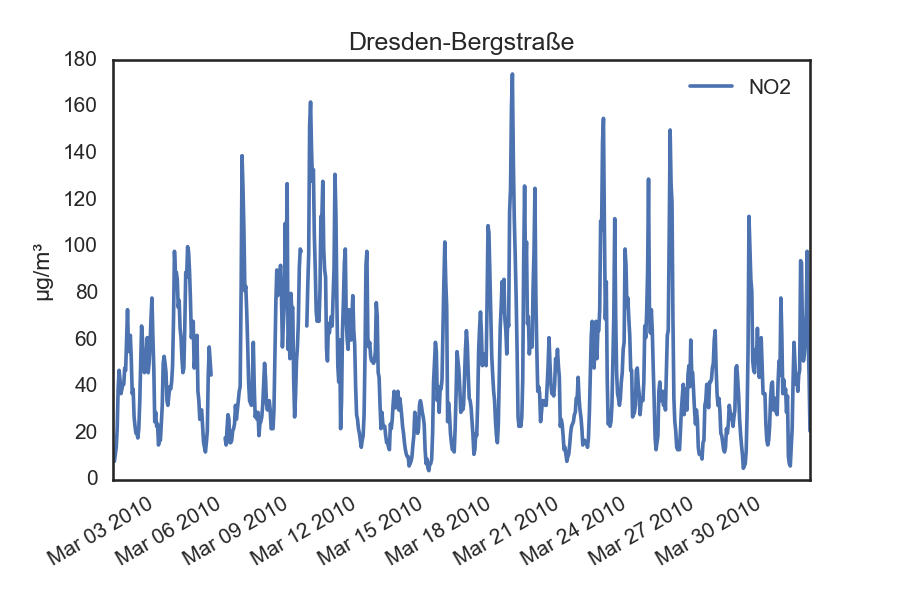 Dresden-Bergstraße
180
160
140
120
100
80
60
40
20
0
µg/m³
NO2
Mar 03 2010
Mar 06 2010
Mar 09 2010
Mar 12 2010
Mar 15 2010
Mar 18 2010
Mar 21 2010
Mar 24 2010
Mar 27 2010
Mar 30 2010